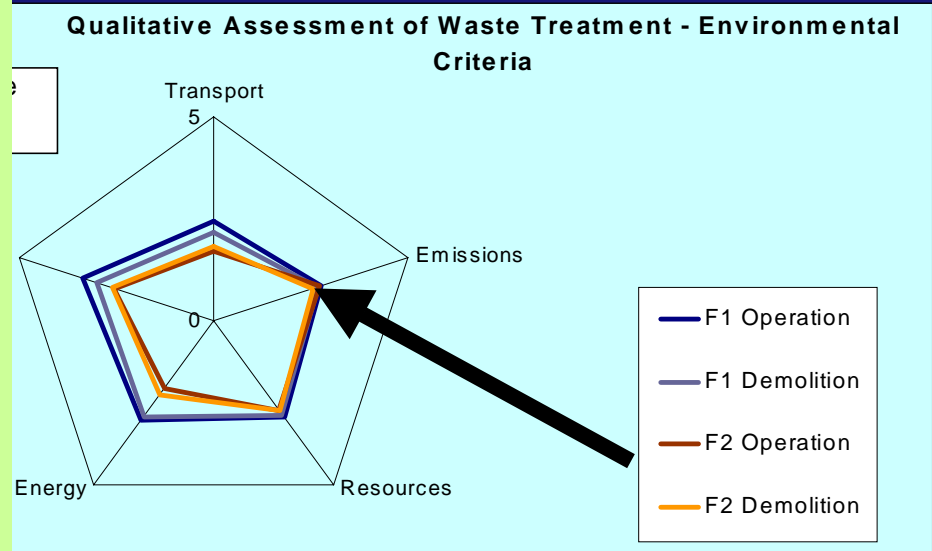 Qualitative Assessment of Waste Treatment - Environmental
Criteria
Transport
5
Emissions
0
Energy
Resources
F1 Operation
F1 Demolition
F2 Operation
F2 Demolition